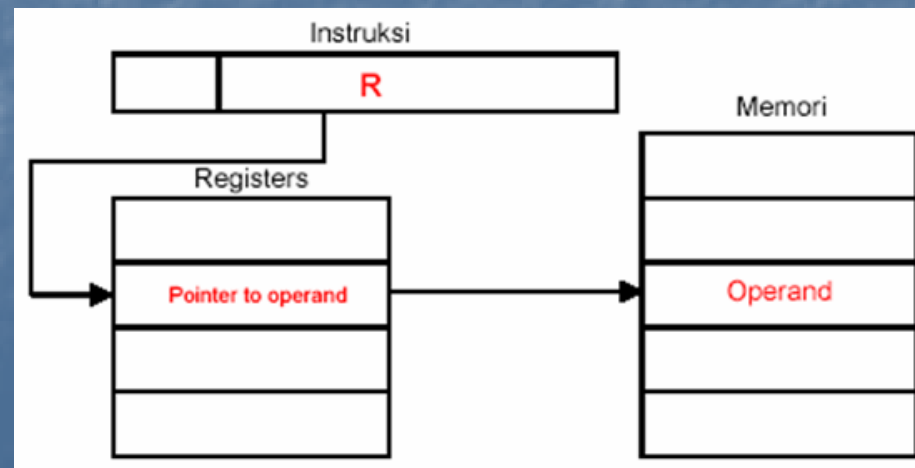 Instruksi
R
Memori
Registers
Pointer to operand
Operand